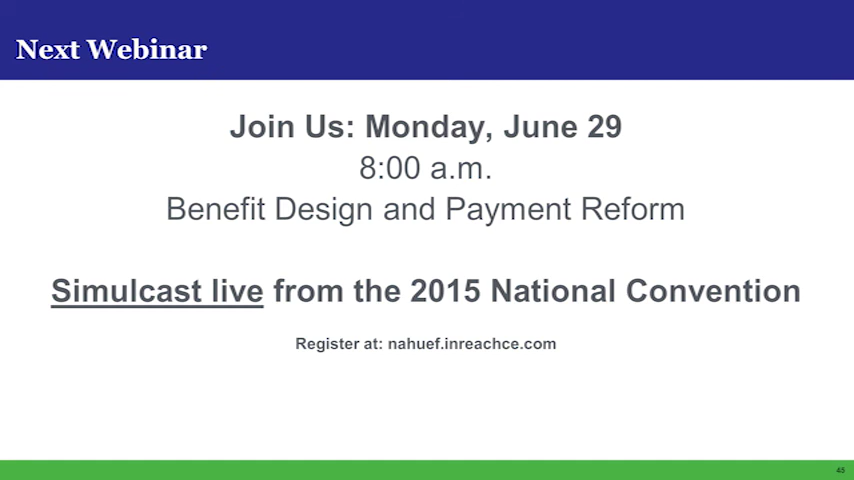 Next Webinar
Join Us: Monday, June 29
8:00 a.m.
Benefit Design and Payment Reform
Simulcast live from the 2015 National Convention
Register at: nahuef.inreachce.com
45